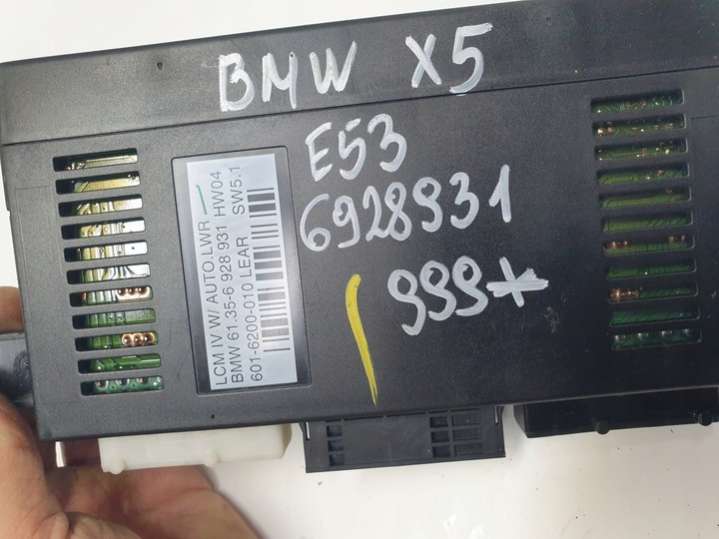 BMW X5
E53
6928931
999*
LCM IV W/ AUTO.LWR
BMW 61.35-6 928 931 HW04
601-6200-010 LEAR SW5.1